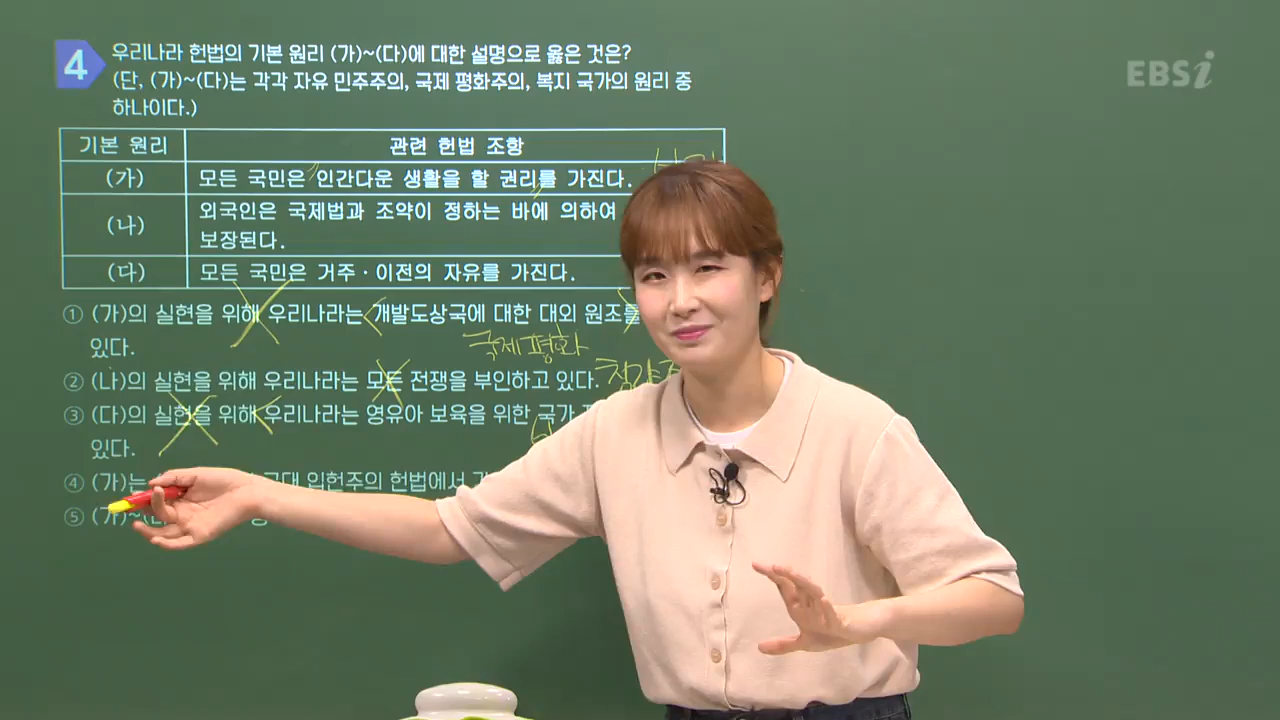 EBSi
4 우리나라 헌법의 기본 원리 (가)~(다)에 대한 설명으로 옳은 것은?
(단, (가)~(다)는 각각 자유 민주주의, 국제 평화주의, 복지 국가의 원리 중
하나이다.)
기본 원리 관련 헌법 조항
(가) 모든 국민은 인간다운 생활을 할 권리를 가진다.
(나) 외국인은 국제법과 조약이 정하는 바에 의하여
보장된다.
(다) 모든 국민은 거주·이전의 자유를 가진다.
① (가)의 실현을 위해 우리나라는 개발도상국에 대한 대외 원조를
있다.
국제평화
② (나)의 실현을 위해 우리나라는 모든 전쟁을 부인하고 있다.
③ (다)의 실현을 위해 우리나라는 영유아 보육을 위한 국가
있다.
④ (가)는 입헌주의 헌법에서
⑤ (가)~